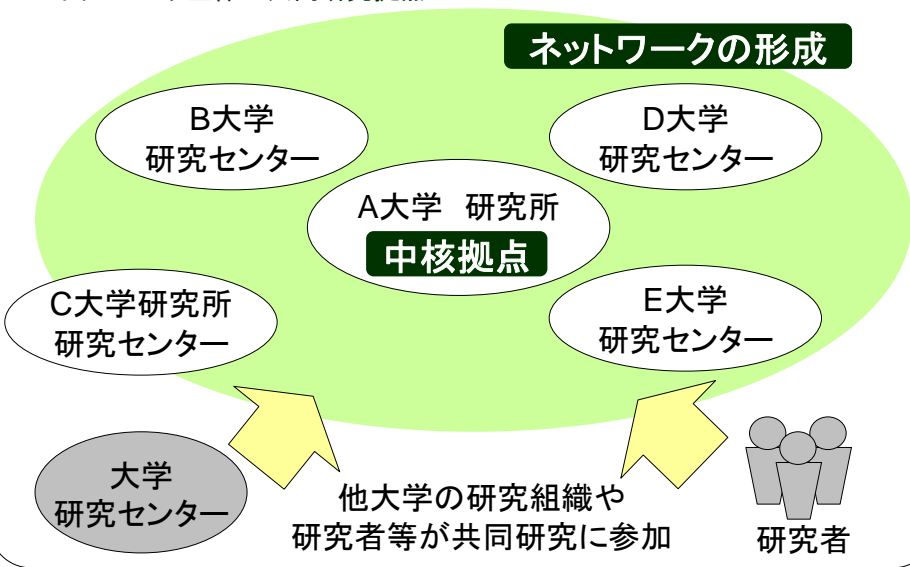 ネットワークの形成
B大学
研究センター
D大学
研究センター
A大学 研究所
中核拠点
C大学研究所
研究センター
E大学
研究センター
大学
研究センター
他大学の研究組織や
研究者等が共同研究に参加
研究者